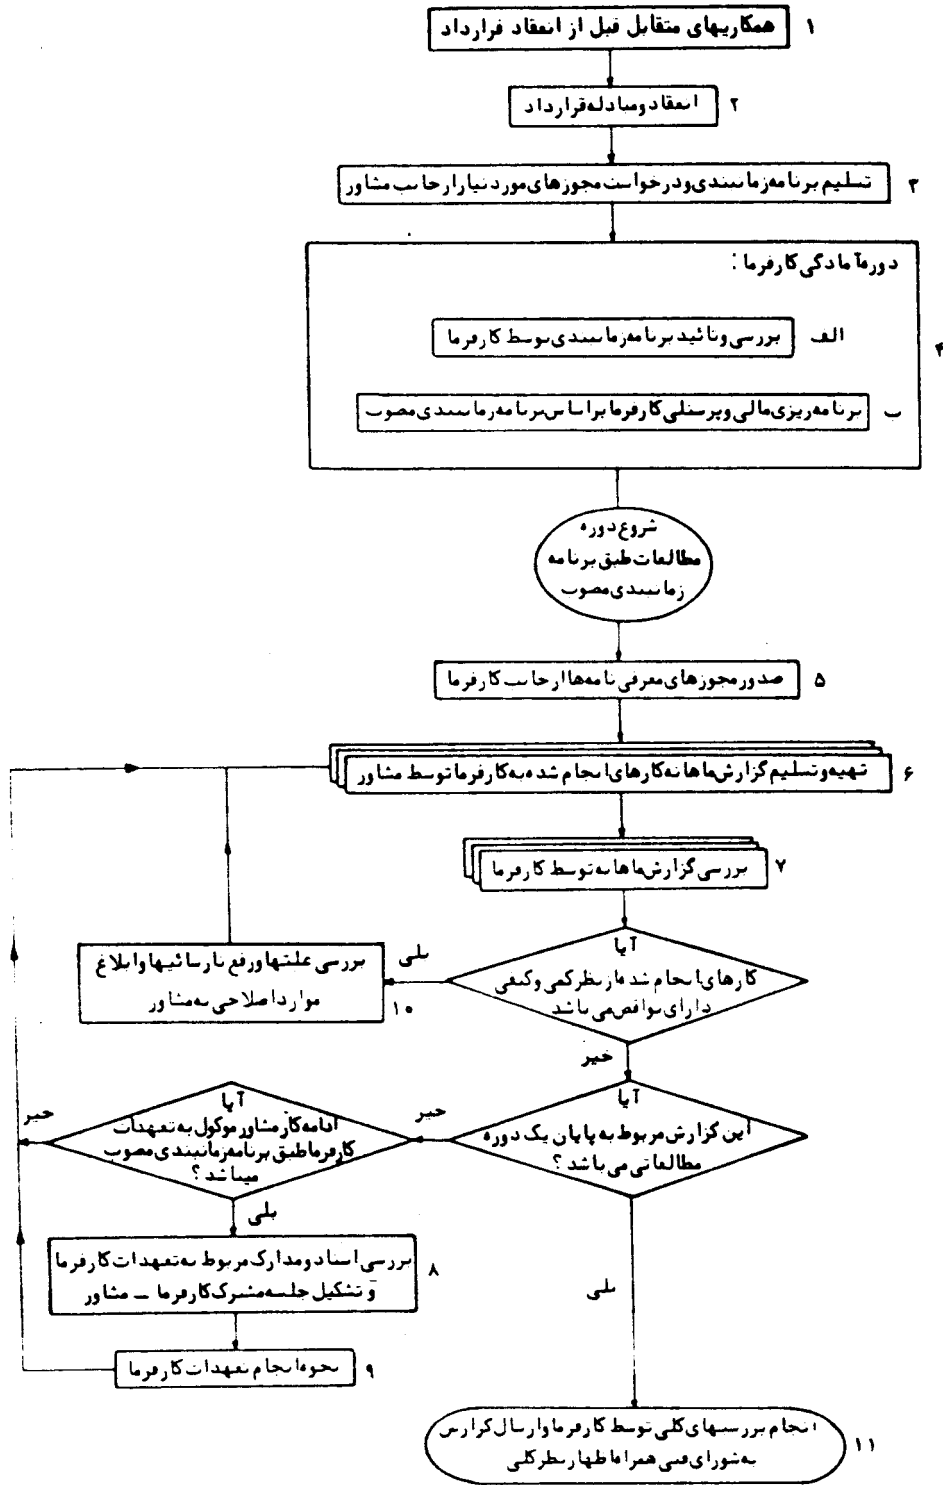 ۱ همکاریهای متقابل قبل از انعقاد قرارداد
۲ انعقاد و مبادله قرارداد
۳ تسلیم برنامه زمانبندی و درخواست مجوزهای مورد نیاز از جانب مشاور
دوره آمادگی کارفرما :
الف بررسی و تائید برنامه زمانبندی توسط کارفرما
۴
ب برنامه ریزی مالی و پرسنلی کارفرما بر اساس برنامه زمانبندی مصوب
شروع دوره
مطالعات طبق برنامه
زمانبندی مصوب
۵ صدور مجوزهای معرفی نامه ها از جانب کارفرما
۶ تهیه و تسلیم گزارش ماهانه کارهای انجام شده به کارفرما توسط مشاور
۷ بررسی گزارش ماهانه توسط کارفرما
آیا
کارهای انجام شده از نظر کمی و کیفی
دارای نواقص می باشد
بلی
بررسی علتها و رفع نارسائیها و ابلاغ
موارد اصلاحی به مشاور
۱۰
خیر
آیا
این گزارش مربوط به پایان یک دوره
مطالعاتی می باشد ؟
خیر
آیا
ادامه کار مشاور موکول به تعهدات
کارفرما طبق برنامه زمانبندی مصوب
میباشد ؟
خیر
بلی
۸ بررسی اسناد و مدارک مربوط به تعهدات کارفرما
و تشکیل جلسه مشترک کارفرما – مشاور
بلی
۹ نحوه انجام تعهدات کارفرما
۱۱ انجام بررسیهای کلی توسط کارفرما و ارسال گزارش
به شورای فنی همراه با اظهار نظر کلی